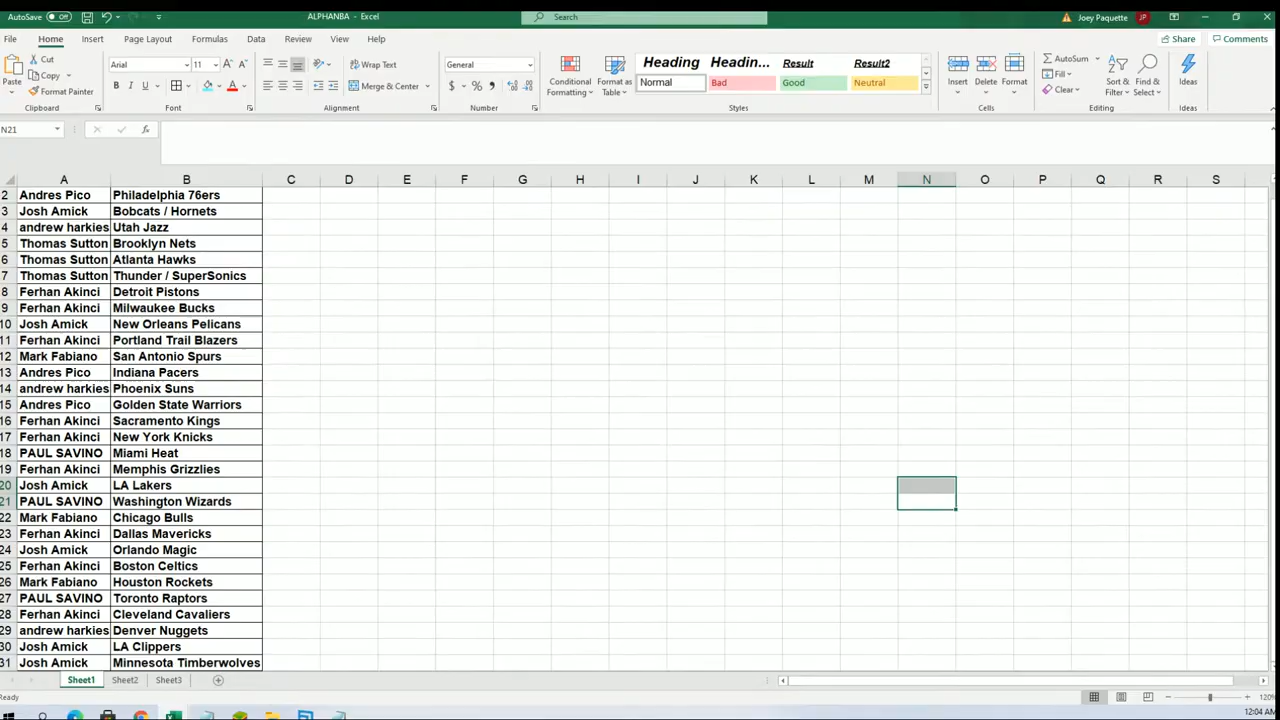 AutoSave Off ALPHANBA - Excel Search Joey Paquette JP
File Home Insert Page Layout Formulas Data Review View Help Share Comments
Paste Cut Copy Format Painter Clipboard
Arial 11 A A B I U A Font
Wrap Text Merge & Center Alignment
General $ % Number
Conditional Formatting Format as Table
Heading Headin... Result Result2
Normal Bad Good Neutral
Styles
Insert Delete Format Cells
AutoSum Fill Clear Sort & Filter Find & Select Editing
Ideas Ideas
N21 fx
A B C D E F G H I J K L M N O P Q R S
2 Andres Pico Philadelphia 76ers
3 Josh Amick Bobcats / Hornets
4 andrew harkies Utah Jazz
5 Thomas Sutton Brooklyn Nets
6 Thomas Sutton Atlanta Hawks
7 Thomas Sutton Thunder / SuperSonics
8 Ferhan Akinci Detroit Pistons
9 Ferhan Akinci Milwaukee Bucks
10 Josh Amick New Orleans Pelicans
11 Ferhan Akinci Portland Trail Blazers
12 Mark Fabiano San Antonio Spurs
13 Andres Pico Indiana Pacers
14 andrew harkies Phoenix Suns
15 Andres Pico Golden State Warriors
16 Ferhan Akinci Sacramento Kings
17 Ferhan Akinci New York Knicks
18 PAUL SAVINO Miami Heat
19 Ferhan Akinci Memphis Grizzlies
20 Josh Amick LA Lakers
21 PAUL SAVINO Washington Wizards
22 Mark Fabiano Chicago Bulls
23 Ferhan Akinci Dallas Mavericks
24 Josh Amick Orlando Magic
25 Ferhan Akinci Boston Celtics
26 Mark Fabiano Houston Rockets
27 PAUL SAVINO Toronto Raptors
28 Ferhan Akinci Cleveland Cavaliers
29 andrew harkies Denver Nuggets
30 Josh Amick LA Clippers
31 Josh Amick Minnesota Timberwolves
Sheet1 Sheet2 Sheet3
Ready 120%
12:04 AM